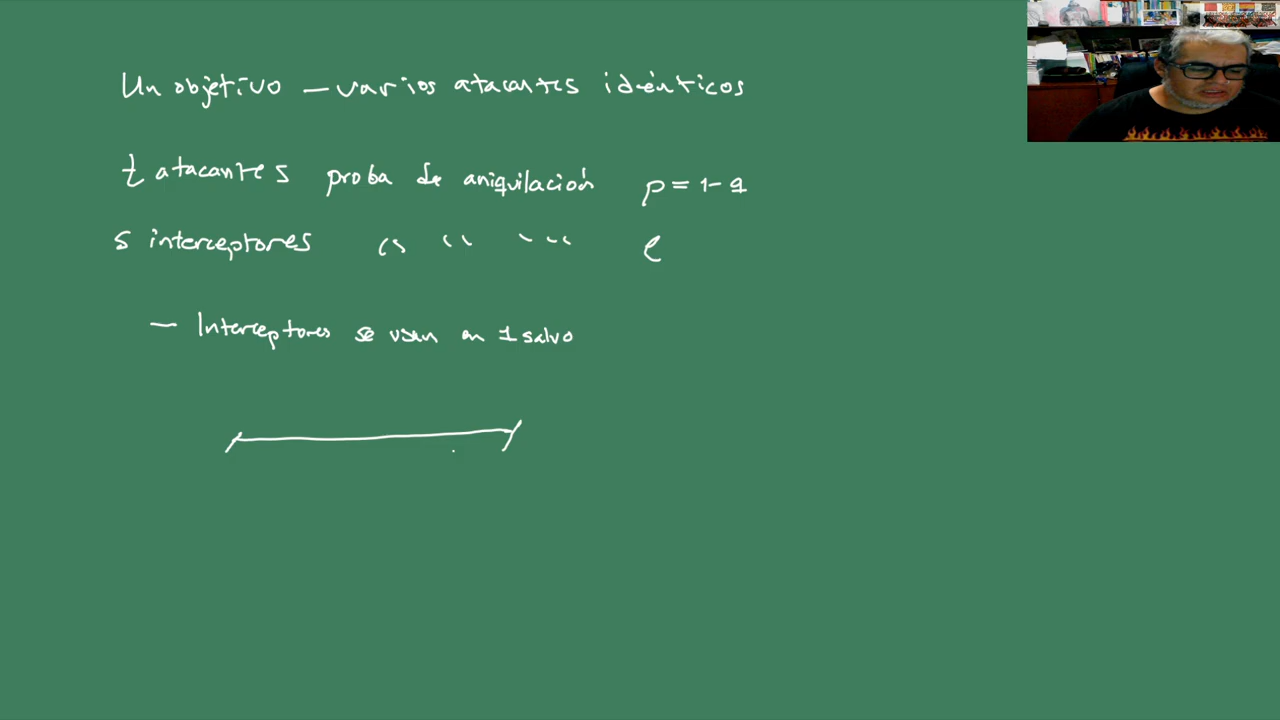 Un objetivo — varios atacantes idénticos
t atacantes proba de aniquilación p = 1 - q
s interceptores " " " e
— Interceptores se usan en 1 salvo